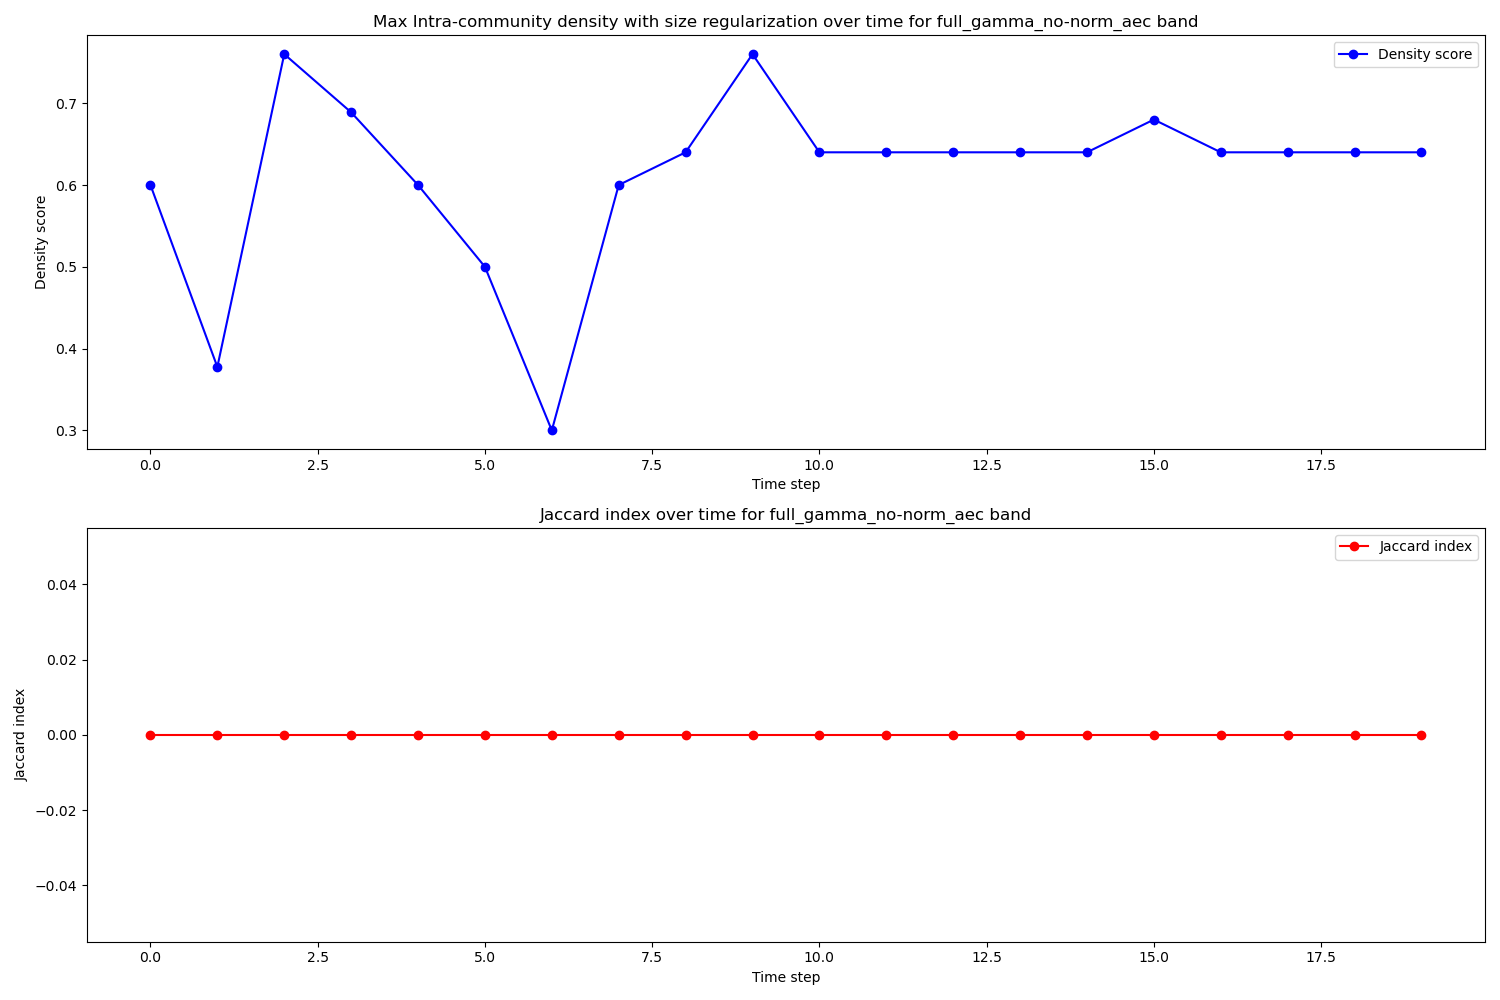 Max Intra-community density with size regularization over time for full_gamma_no-norm_aec band
Density score
0.7
0.6
0.5
0.4
0.3
Density score
0.0 2.5 5.0 7.5 10.0 12.5 15.0 17.5
Time step
Jaccard index over time for full_gamma_no-norm_aec band
Jaccard index
0.04
0.02
0.00
−0.02
−0.04
Jaccard index
0.0 2.5 5.0 7.5 10.0 12.5 15.0 17.5
Time step